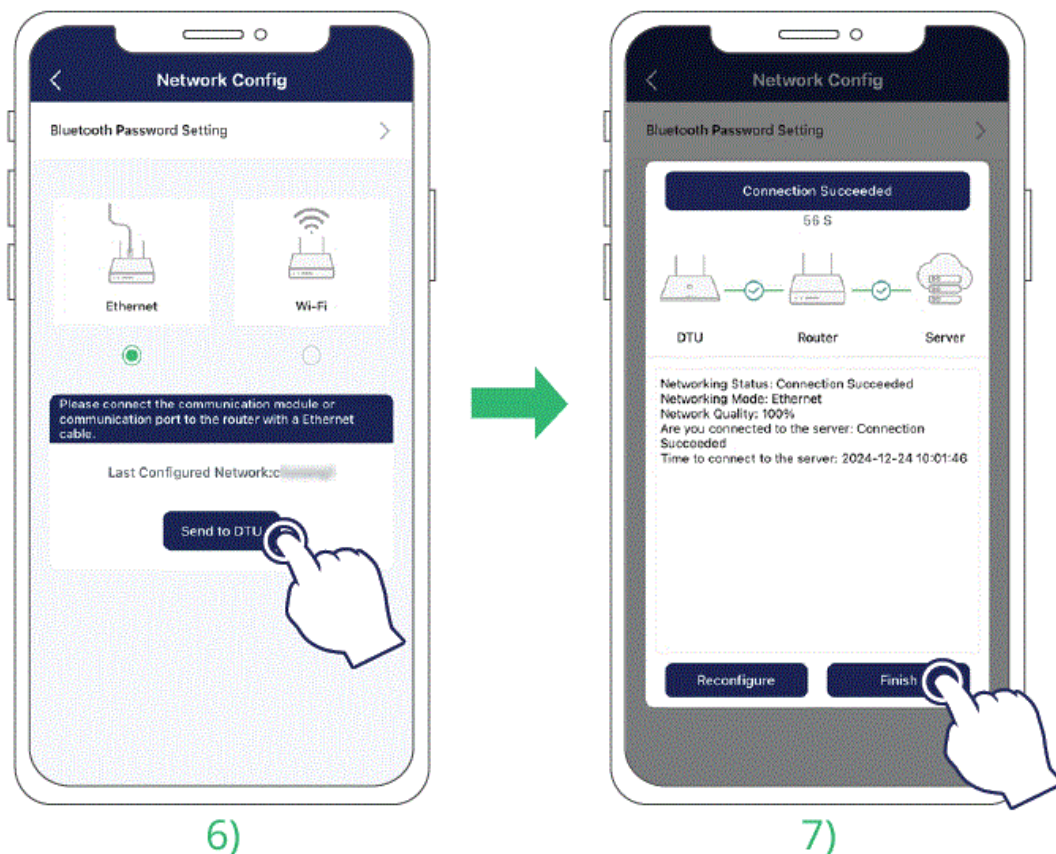 Network Config
Bluetooth Password Setting
Ethernet
Wi-Fi
Please connect the communication module or
communication port to the router with a Ethernet
cable.
Last Configured Network:c
Send to DTU
6)
Network Config
Bluetooth Password Setting
Connection Succeeded
56 S
DTU
Router
Server
Networking Status: Connection Succeeded
Networking Mode: Ethernet
Network Quality: 100%
Are you connected to the server: Connection
Succeeded
Time to connect to the server: 2024-12-24 10:01:46
Reconfigure
Finish
7)